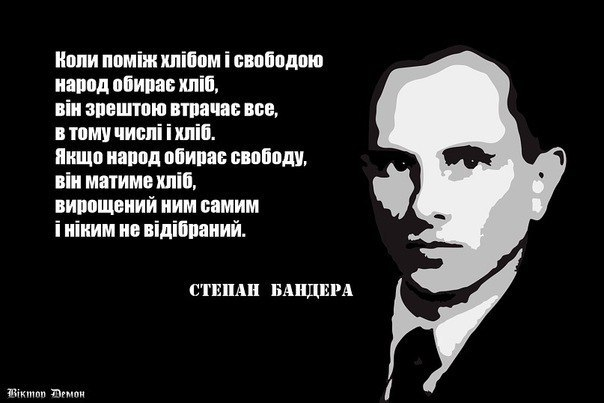 Коли поміж хлібом і свободою
народ обирає хліб,
він зрештою втрачає все,
в тому числі і хліб.
Якщо народ обирає свободу,
він матиме хліб,
вирощений ним самим
і ніким не відібраний.
СТЕПАН БАНДЕРА
Віктор Демон